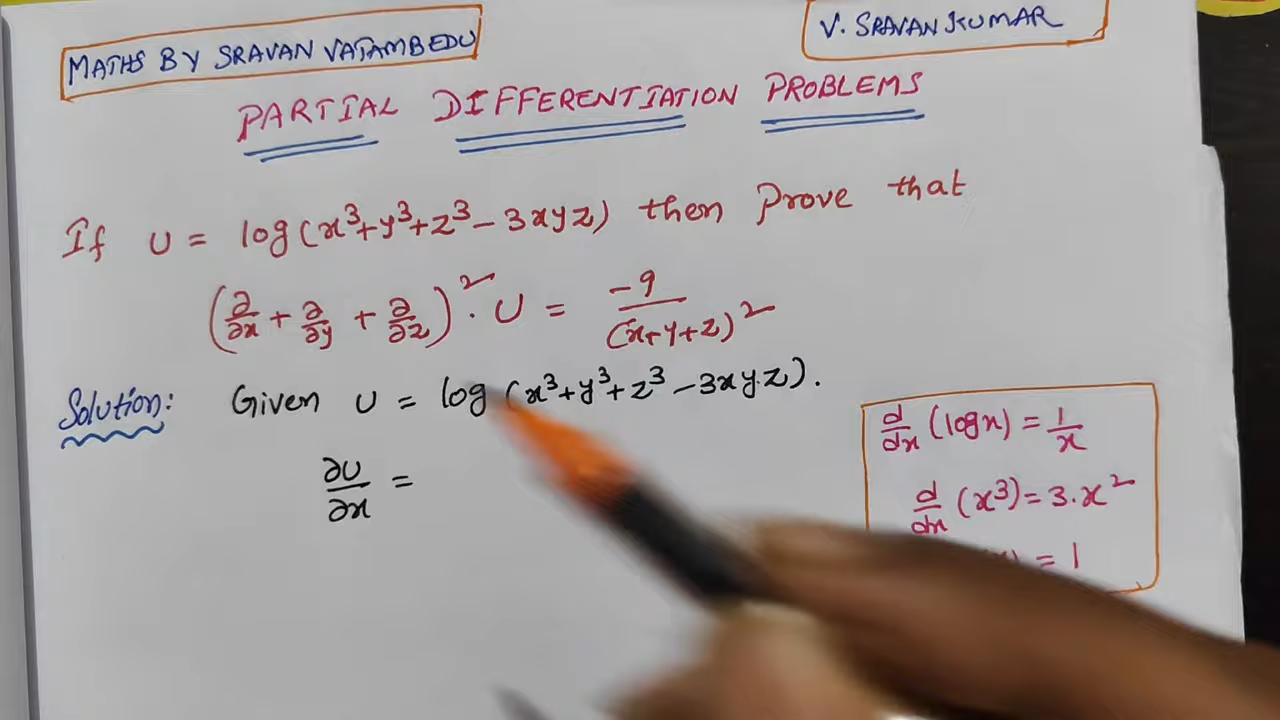 MATHS BY SRAVAN VATAMBEDU
V. SRAVAN KUMAR
PARTIAL DIFFERENTIATION PROBLEMS
If U = log(x³+y³+z³-3xyz) then Prove that
(∂/∂x + ∂/∂y + ∂/∂z)² · U = -9/(x+y+z)²
Solution: Given U = log(x³+y³+z³-3xyz).
∂U/∂x =
d/dx (logx) = 1/x
d/dx (x³) = 3.x²
= 1